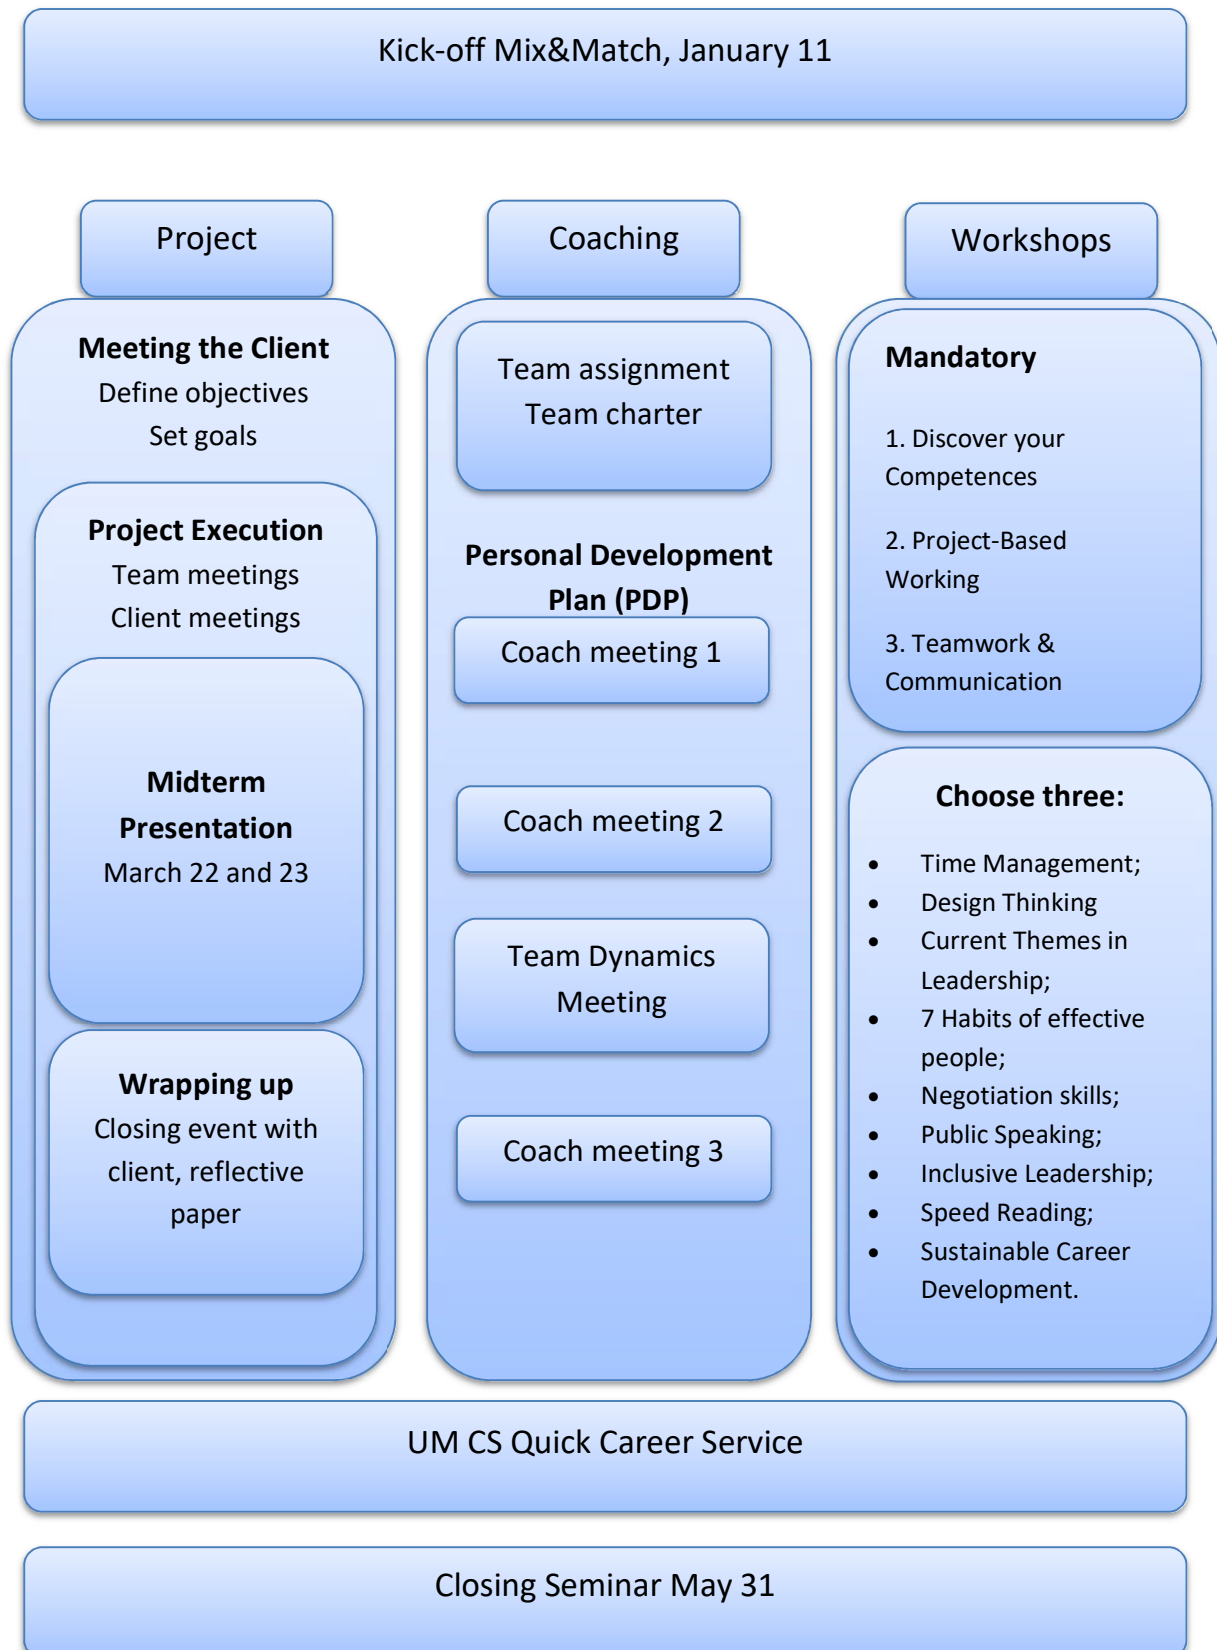 Kick-off Mix&Match, January 11
Project
Meeting the Client
Define objectives
Set goals
Project Execution
Team meetings
Client meetings
Midterm
Presentation
March 22 and 23
Wrapping up
Closing event with
client, reflective
paper
Coaching
Team assignment
Team charter
Personal Development
Plan (PDP)
Coach meeting 1
Coach meeting 2
Team Dynamics
Meeting
Coach meeting 3
Workshops
Mandatory
1. Discover your
Competences
2. Project-Based
Working
3. Teamwork &
Communication
Choose three:
• Time Management;
• Design Thinking
• Current Themes in
Leadership;
• 7 Habits of effective
people;
• Negotiation skills;
• Public Speaking;
• Inclusive Leadership;
• Speed Reading;
• Sustainable Career
Development.
UM CS Quick Career Service
Closing Seminar May 31